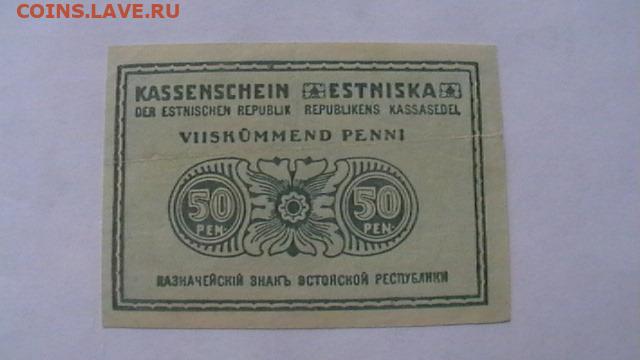 COINS.LAVE.RU
KASSENSCHEIN ESTNISKA
DER ESTNISCHEN REPUBLIK REPUBLIKENS KASSASEDEL
VIISKÜMMEND PENNI
50 50
PEN. PEN.
КАЗНАЧЕЙСКІЙ ЗНАКЪ ЭСТОНСКОЙ РЕСПУБЛИКИ